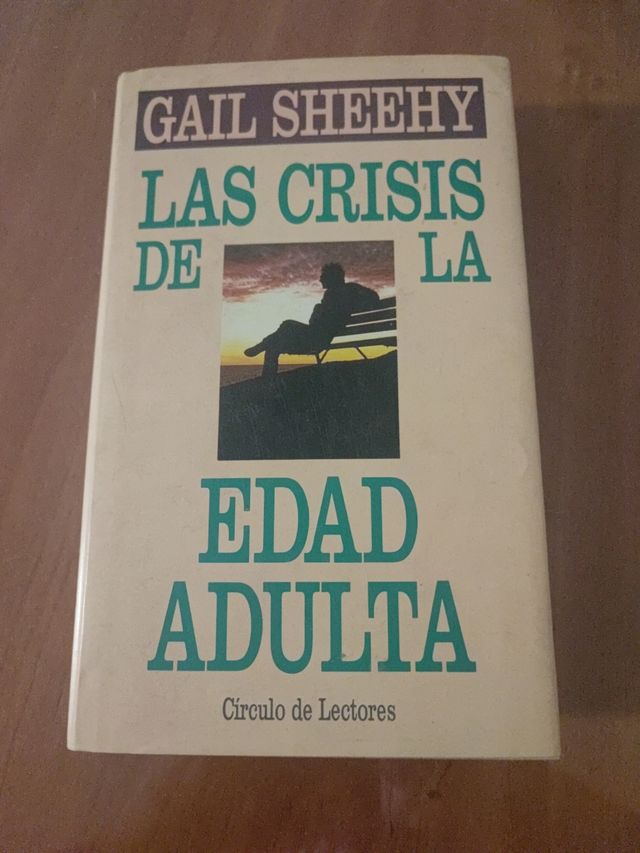 GAIL SHEEHY
LAS CRISIS
DE LA
EDAD
ADULTA
Círculo de Lectores